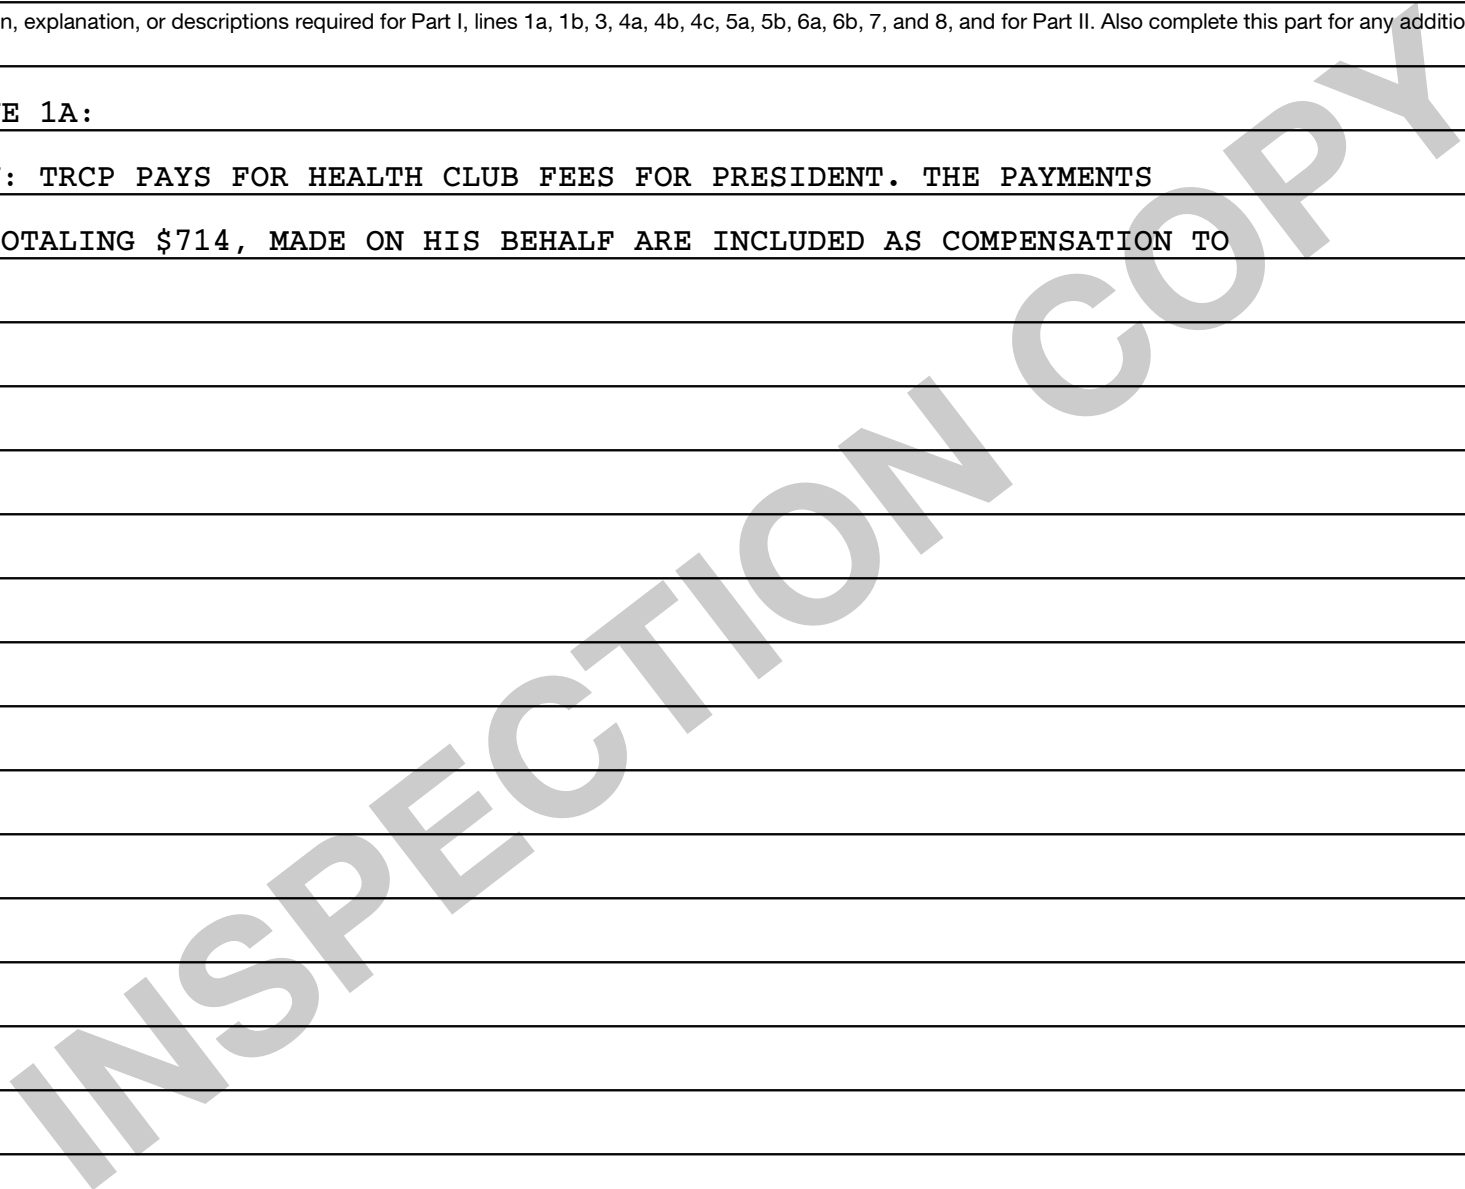 n, explanation, or descriptions required for Part I, lines 1a, 1b, 3, 4a, 4b, 4c, 5a, 5b, 6a, 6b, 7, and 8, and for Part II. Also complete this part for any additio
E 1A:
: TRCP PAYS FOR HEALTH CLUB FEES FOR PRESIDENT. THE PAYMENTS
OTALING $714, MADE ON HIS BEHALF ARE INCLUDED AS COMPENSATION TO
INSPECTION COPY